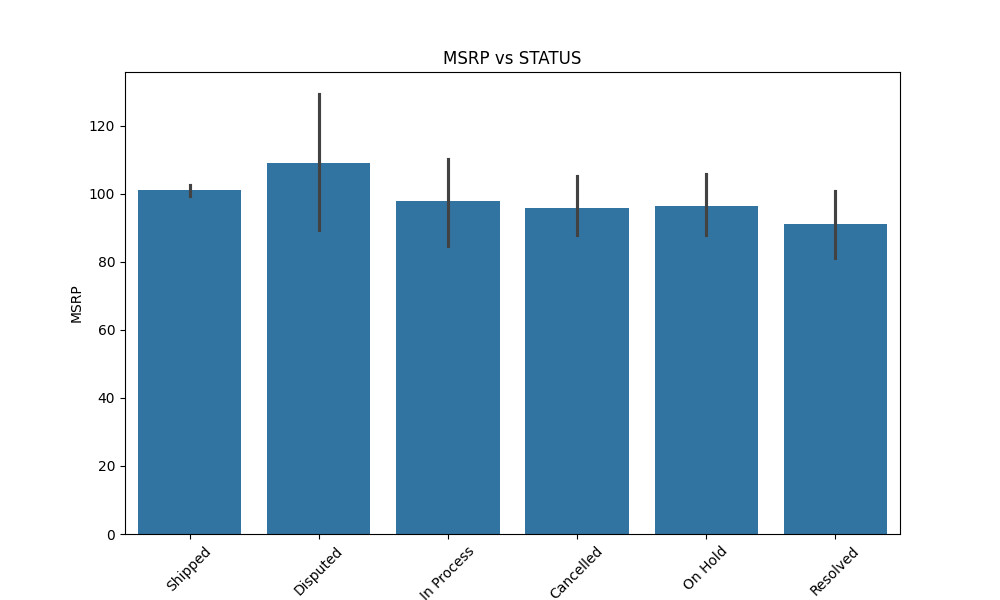 MSRP vs STATUS
120
100
80
60
40
20
0
MSRP
Shipped
Disputed
In Process
Cancelled
On Hold
Resolved